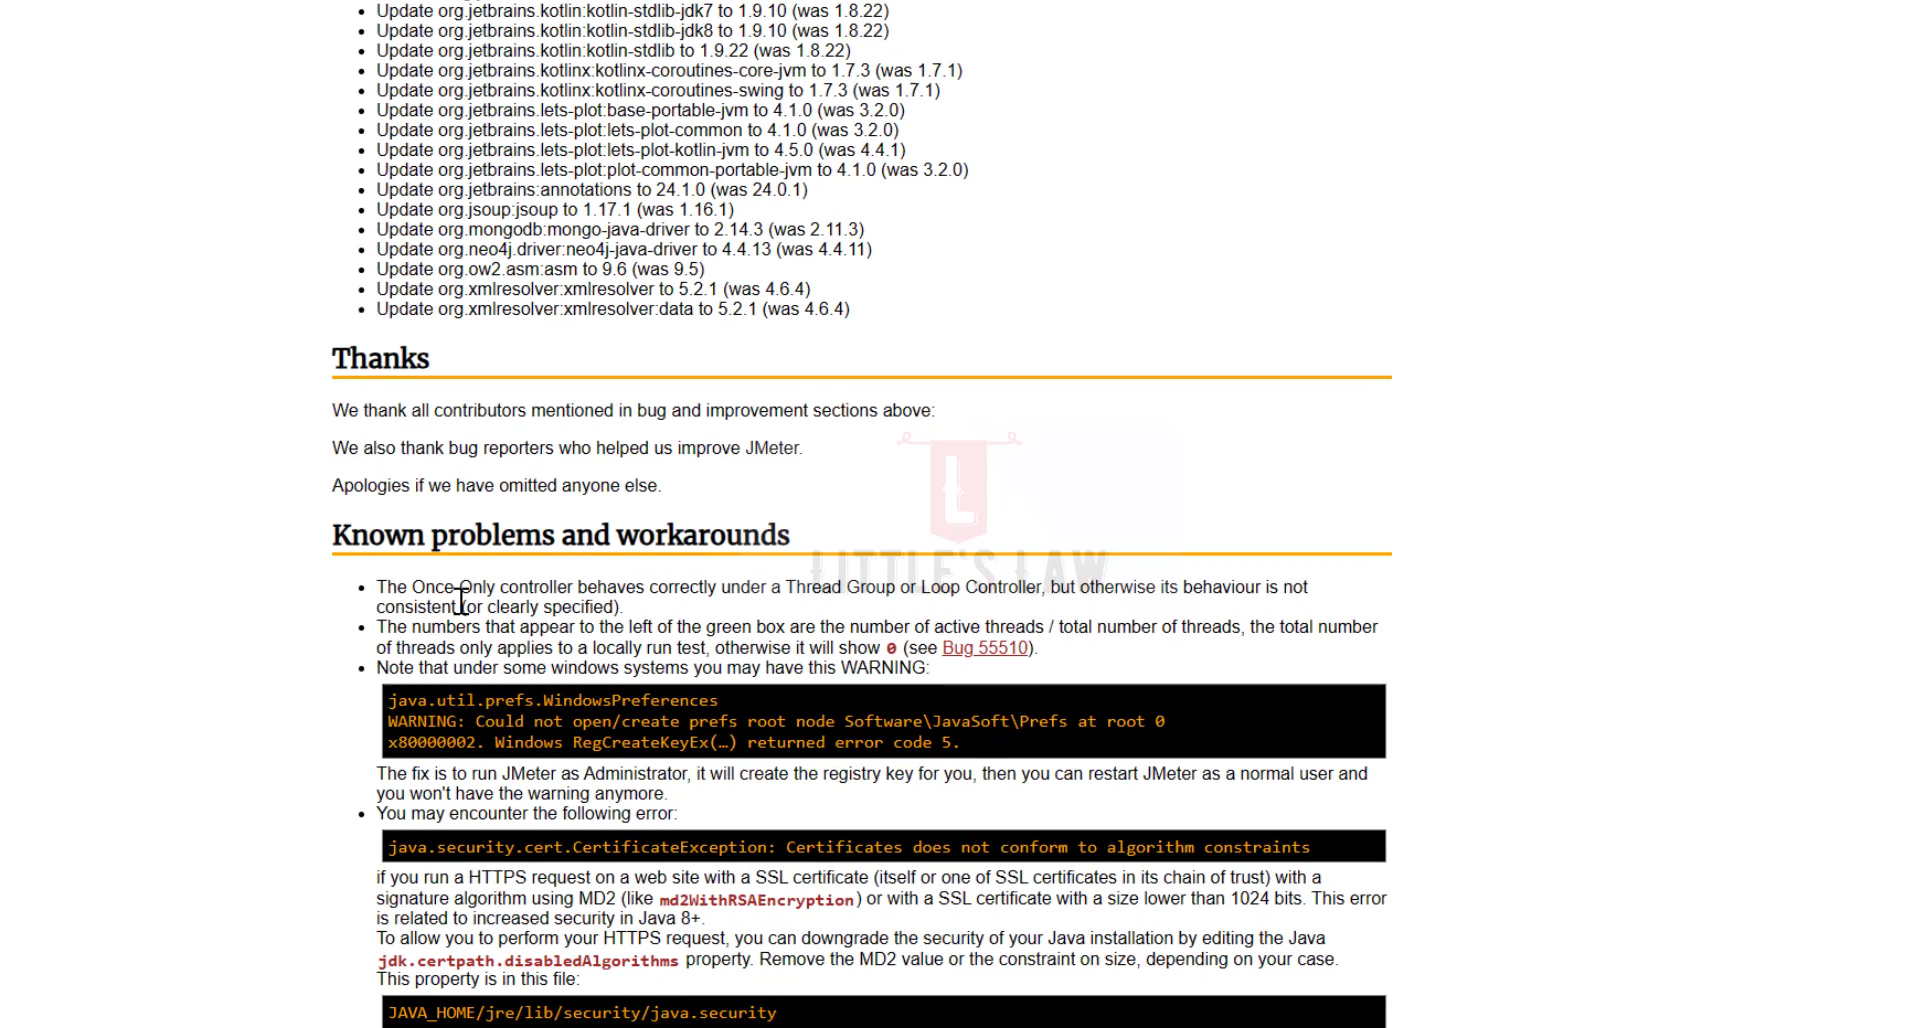 Update org.jetbrains.kotlin:kotlin-stdlib-jdk7 to 1.9.10 (was 1.8.22)
Update org.jetbrains.kotlin:kotlin-stdlib-jdk8 to 1.9.10 (was 1.8.22)
Update org.jetbrains.kotlin:kotlin-stdlib to 1.9.22 (was 1.8.22)
Update org.jetbrains.kotlinx:kotlinx-coroutines-core-jvm to 1.7.3 (was 1.7.1)
Update org.jetbrains.kotlinx:kotlinx-coroutines-swing to 1.7.3 (was 1.7.1)
Update org.jetbrains.lets-plot:base-portable-jvm to 4.1.0 (was 3.2.0)
Update org.jetbrains.lets-plot:lets-plot-common to 4.1.0 (was 3.2.0)
Update org.jetbrains.lets-plot:lets-plot-kotlin-jvm to 4.5.0 (was 4.4.1)
Update org.jetbrains.lets-plot:plot-common-portable-jvm to 4.1.0 (was 3.2.0)
Update org.jetbrains:annotations to 24.1.0 (was 24.0.1)
Update org.jsoup:jsoup to 1.17.1 (was 1.16.1)
Update org.mongodb:mongo-java-driver to 2.14.3 (was 2.11.3)
Update org.neo4j.driver:neo4j-java-driver to 4.4.13 (was 4.4.11)
Update org.ow2.asm:asm to 9.6 (was 9.5)
Update org.xmlresolver:xmlresolver to 5.2.1 (was 4.6.4)
Update org.xmlresolver:xmlresolver:data to 5.2.1 (was 4.6.4)
Thanks
We thank all contributors mentioned in bug and improvement sections above:
We also thank bug reporters who helped us improve JMeter.
Apologies if we have omitted anyone else.
L
LITTLE'S LAW
Known problems and workarounds
The Once Only controller behaves correctly under a Thread Group or Loop Controller, but otherwise its behaviour is not
consistent (or clearly specified).
The numbers that appear to the left of the green box are the number of active threads / total number of threads, the total number
of threads only applies to a locally run test, otherwise it will show 0 (see Bug 55510).
Note that under some windows systems you may have this WARNING:
java.util.prefs.WindowsPreferences
WARNING: Could not open/create prefs root node Software\JavaSoft\Prefs at root 0
x80000002. Windows RegCreateKeyEx(…) returned error code 5.
The fix is to run JMeter as Administrator, it will create the registry key for you, then you can restart JMeter as a normal user and
you won't have the warning anymore.
You may encounter the following error:
java.security.cert.CertificateException: Certificates does not conform to algorithm constraints
if you run a HTTPS request on a web site with a SSL certificate (itself or one of SSL certificates in its chain of trust) with a
signature algorithm using MD2 (like md2WithRSAEncryption) or with a SSL certificate with a size lower than 1024 bits. This error
is related to increased security in Java 8+.
To allow you to perform your HTTPS request, you can downgrade the security of your Java installation by editing the Java
jdk.certpath.disabledAlgorithms property. Remove the MD2 value or the constraint on size, depending on your case.
This property is in this file:
JAVA_HOME/jre/lib/security/java.security